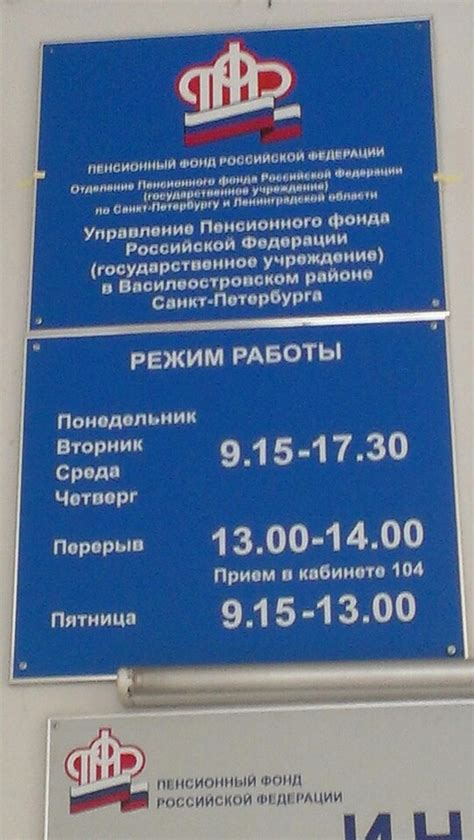 ПЕНСИОННЫЙ ФОНД РОССИЙСКОЙ ФЕДЕРАЦИИ
Отделение Пенсионного фонда Российской Федерации
(государственное учреждение)
по Санкт-Петербургу и Ленинградской области
Управление Пенсионного фонда
Российской Федерации
(государственное учреждение)
в Василеостровском районе
Санкт-Петербурга
РЕЖИМ РАБОТЫ
Понедельник
Вторник 9.15-17.30
Среда
Четверг
Перерыв 13.00-14.00
Прием в кабинете 104
Пятница 9.15-13.00
ПЕНСИОННЫЙ ФОНД
РОССИЙСКОЙ ФЕДЕРАЦИИ